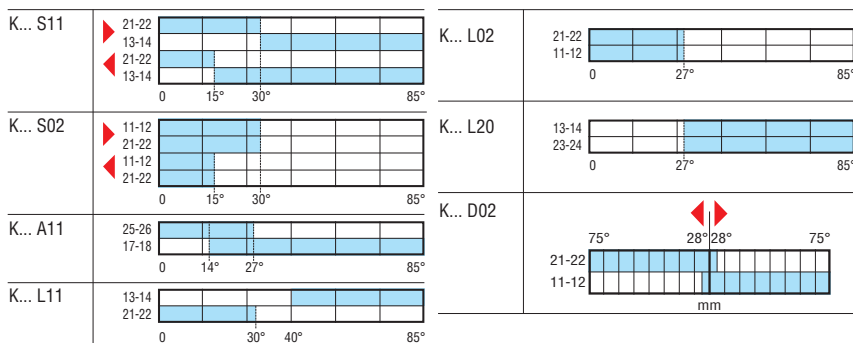 K... S11
21-22
13-14
21-22
13-14
0 15° 30° 85°
K... S02
11-12
21-22
11-12
21-22
0 15° 30° 85°
K... A11
25-26
17-18
0 14° 27° 85°
K... L11
13-14
21-22
0 30° 40° 85°
K... L02
21-22
11-12
0 27° 85°
K... L20
13-14
23-24
0 27° 85°
K... D02
75° 28° 28° 75°
21-22
11-12
mm